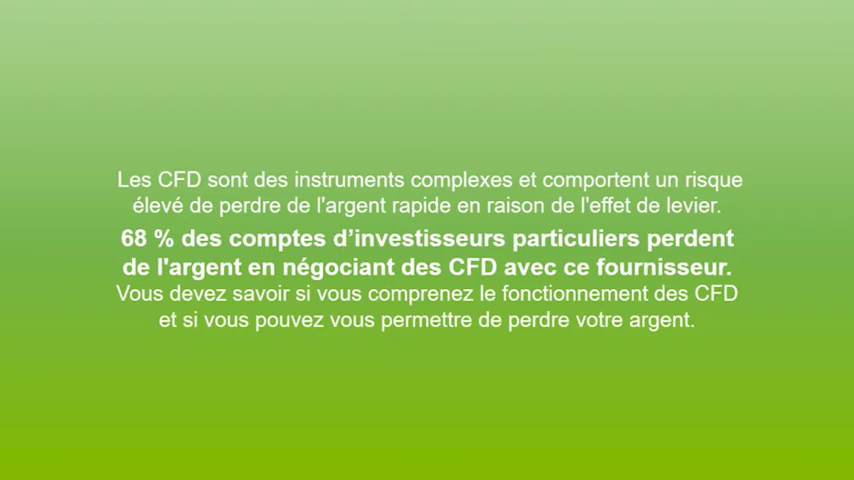 Les CFD sont des instruments complexes et comportent un risque
élevé de perdre de l'argent rapide en raison de l'effet de levier.
68 % des comptes d’investisseurs particuliers perdent
de l'argent en négociant des CFD avec ce fournisseur.
Vous devez savoir si vous comprenez le fonctionnement des CFD
et si vous pouvez vous permettre de perdre votre argent.